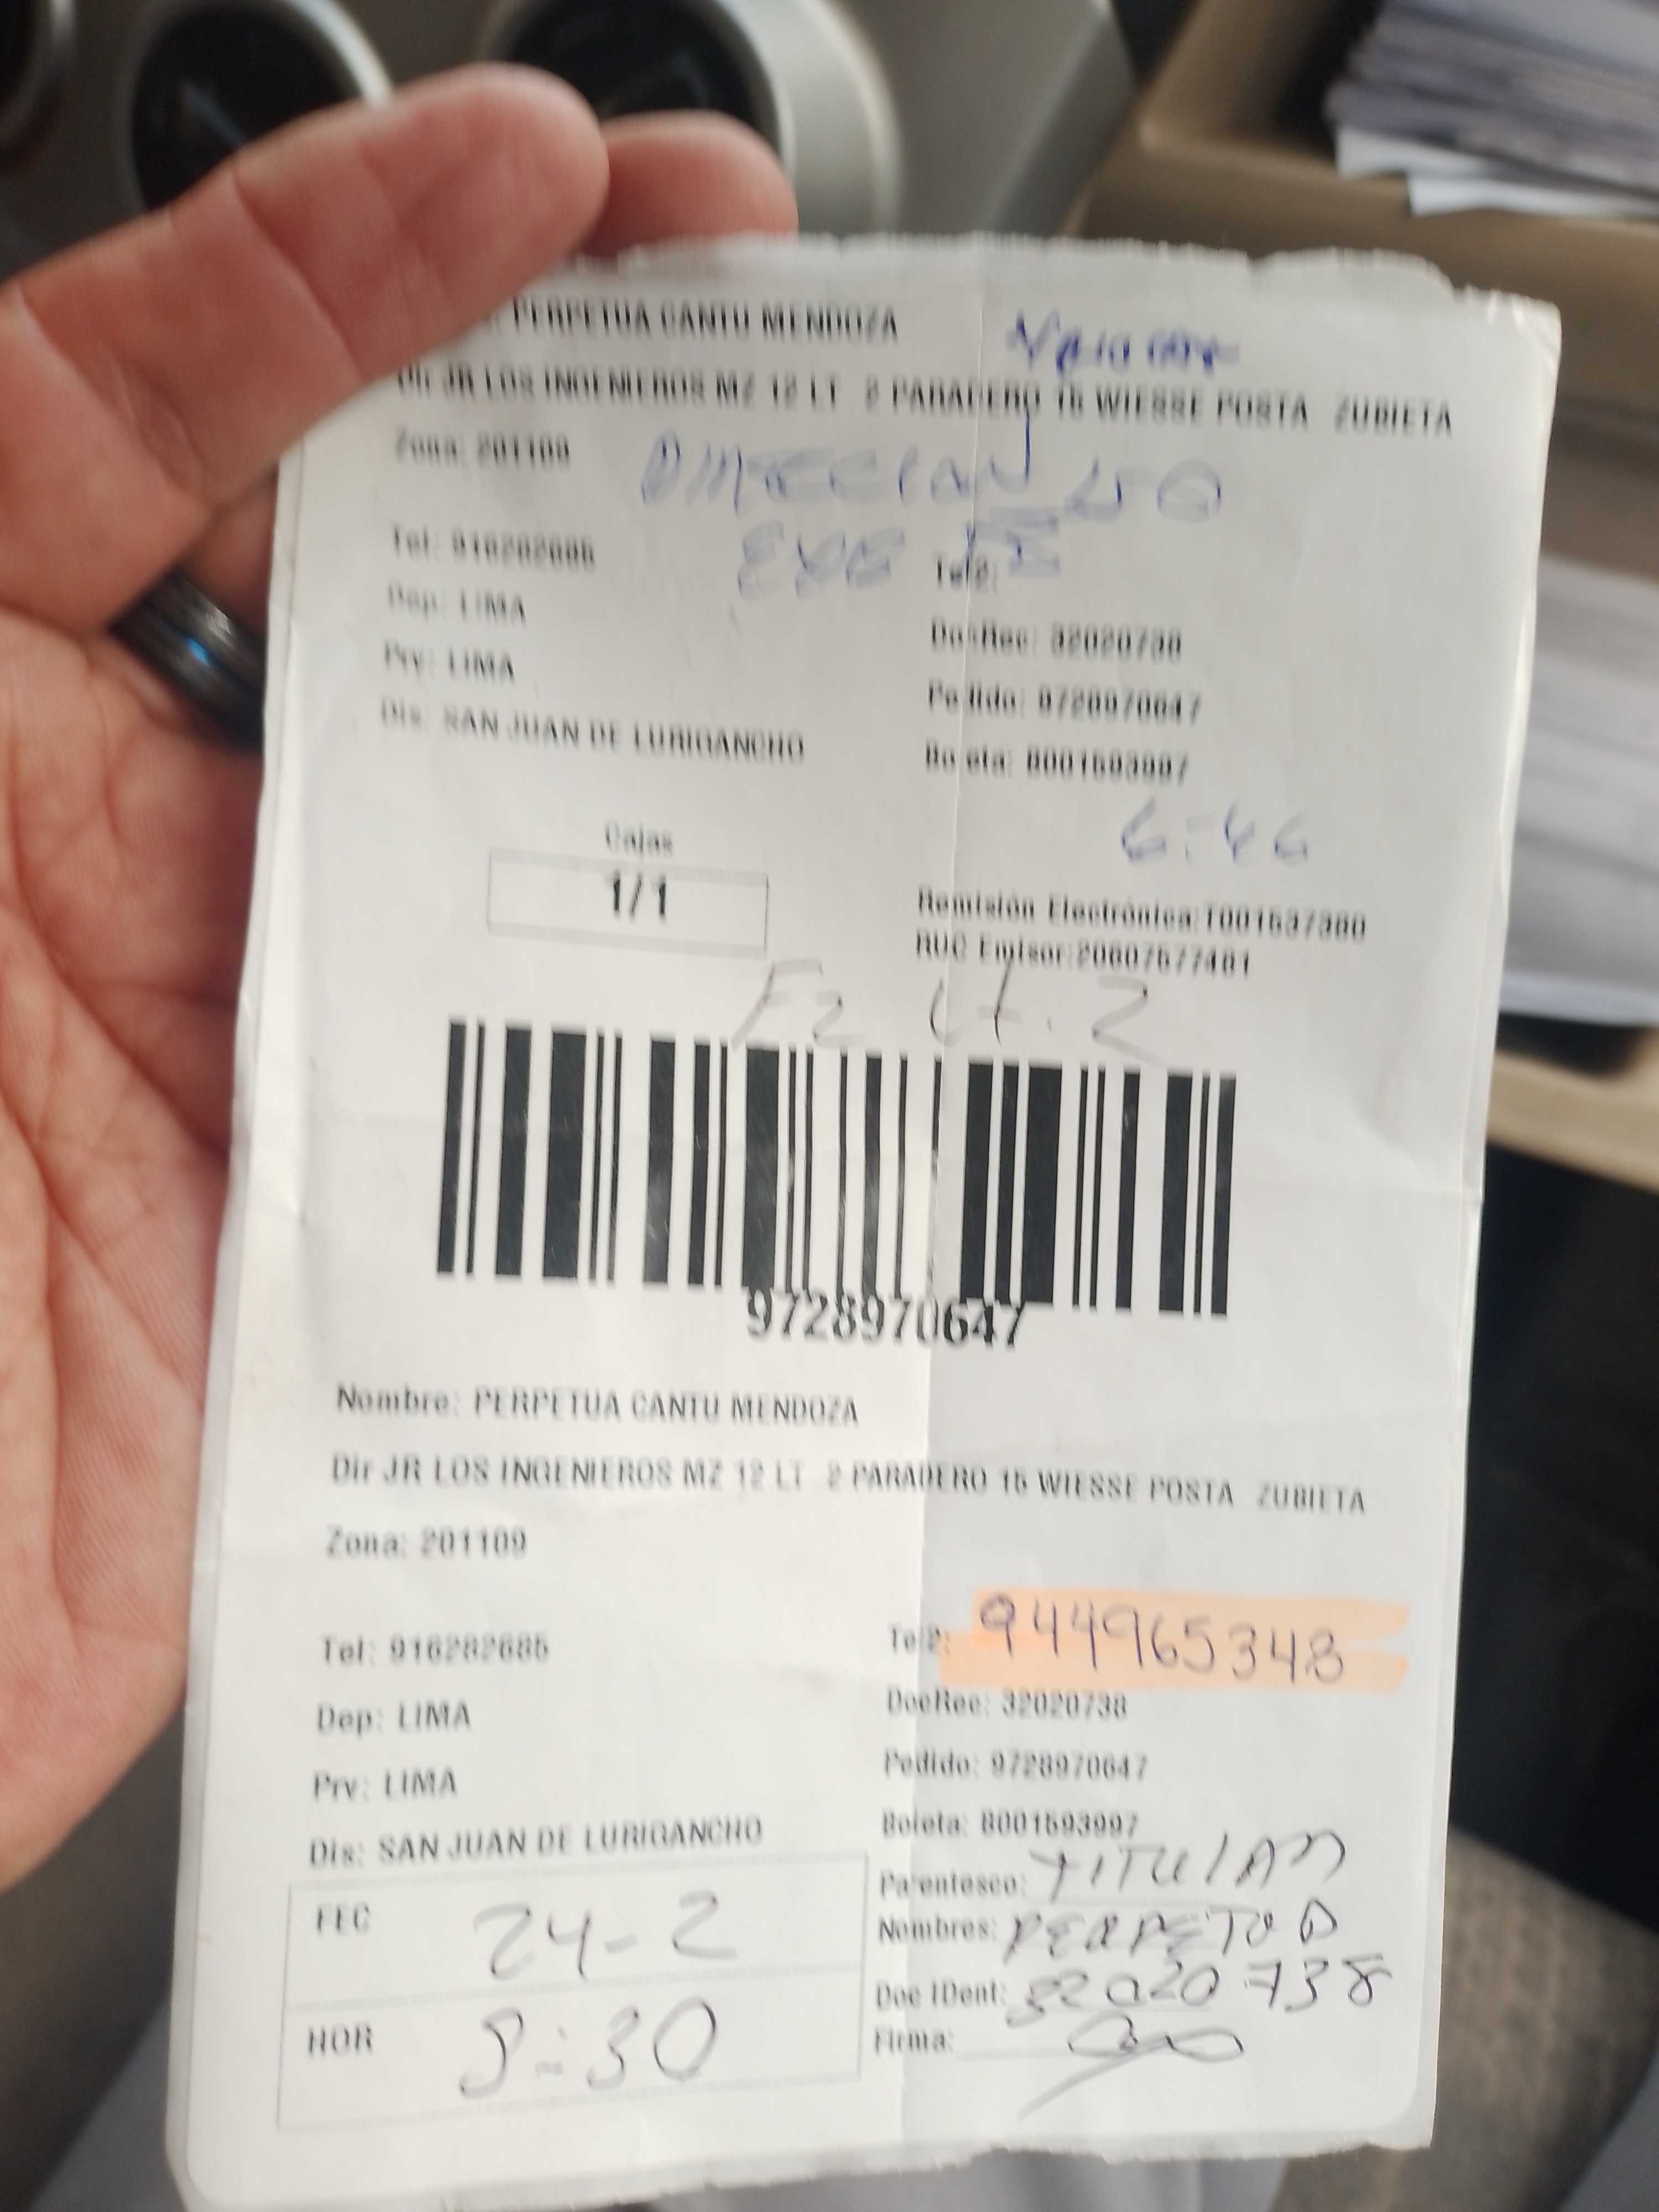 PERPETUA CANTU MENDOZA
Dir JR LOS INGENIEROS MZ 12 LT 2 PARADERO 15 WIESSE POSTA ZUBIETA
Zona: 201109
DIRECCION
Tel: 916282685
Tel2:
Dep: LIMA
DocRec: 32020738
Prv: LIMA
Pedido: 9728970647
Dis: SAN JUAN DE LURIGANCHO
Boleta: B001593997
6:46
Cajas
1/1
Remisión Electrónica:T001537380
RUC Emisor:20607577481
F2 Lt. 2
9728970647
Nombre: PERPETUA CANTU MENDOZA
Dir JR LOS INGENIEROS MZ 12 LT 2 PARADERO 15 WIESSE POSTA ZUBIETA
Zona: 201109
Tel: 916282685
Tel2: 944965348
Dep: LIMA
DocRec: 32020738
Prv: LIMA
Pedido: 9728970647
Dis: SAN JUAN DE LURIGANCHO
Boleta: B001593997
Parentesco: TITULAR
FEC 24-2
Nombres: PERPETUA
Doc IDent: 32020738
HOR 9:30
Firma: